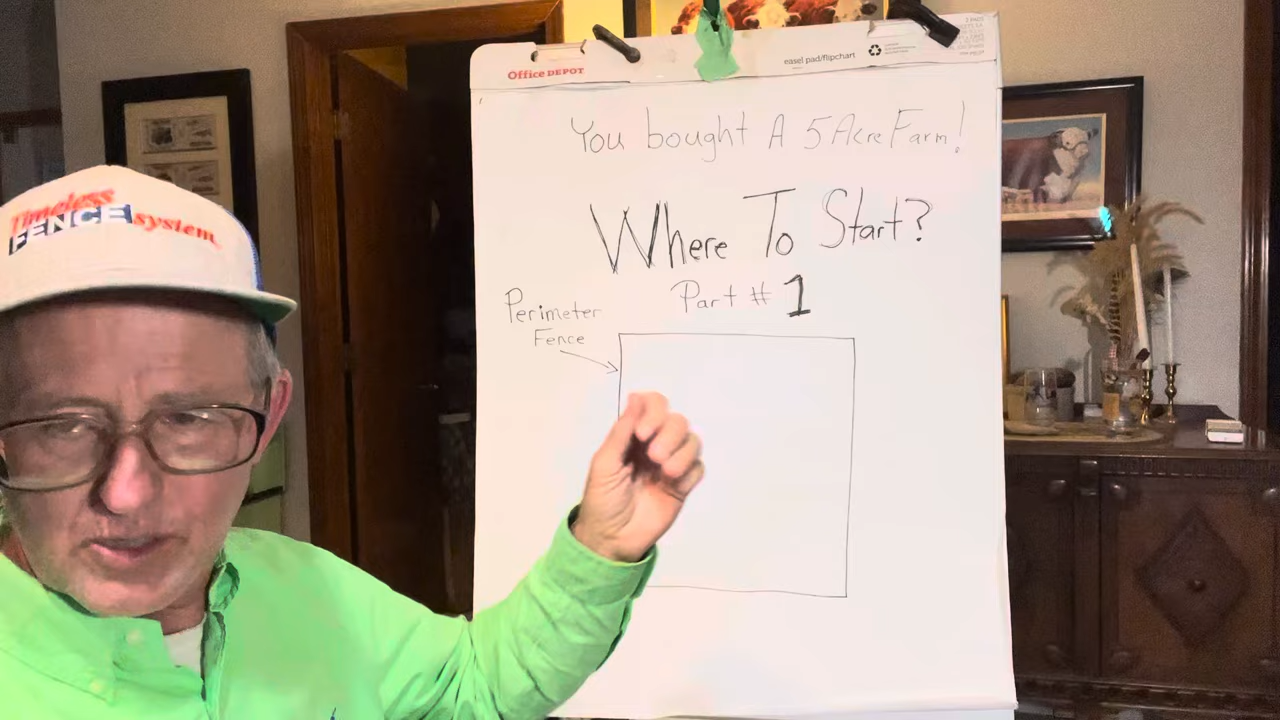 Office DEPOT
easel pad/flipchart
You bought A 5 Acre Farm!
Where To Start?
Part # 1
Perimeter
Fence
Timeless
FENCE system